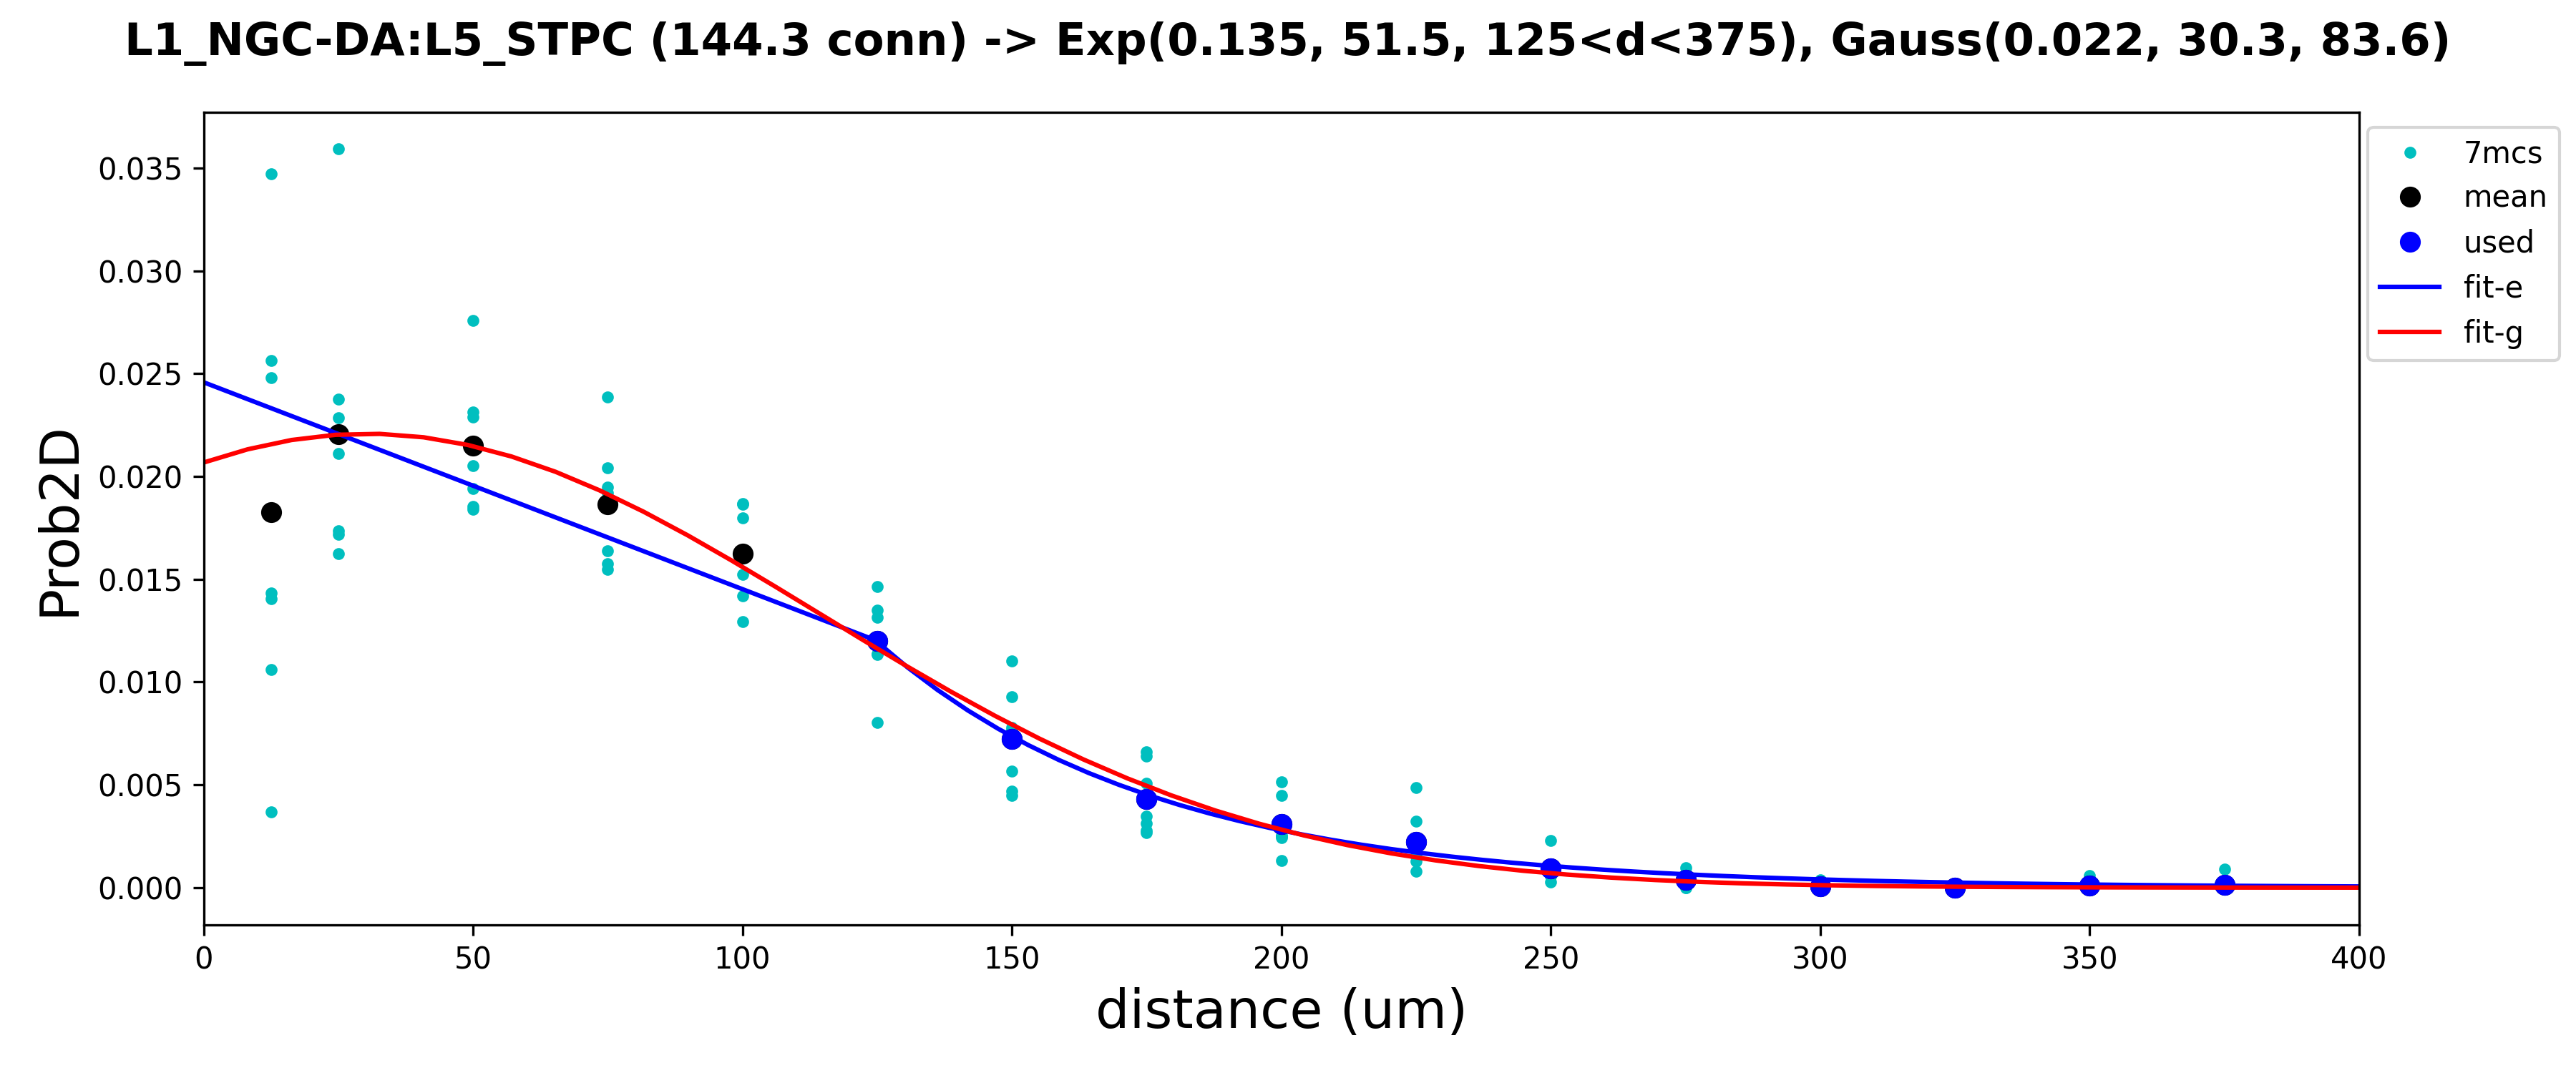 L1_NGC-DA:L5_STPC (144.3 conn) -> Exp(0.135, 51.5, 125<d<375), Gauss(0.022, 30.3, 83.6)
7mcs
mean
used
fit-e
fit-g
Prob2D
0.035
0.030
0.025
0.020
0.015
0.010
0.005
0.000
0 50 100 150 200 250 300 350 400
distance (um)